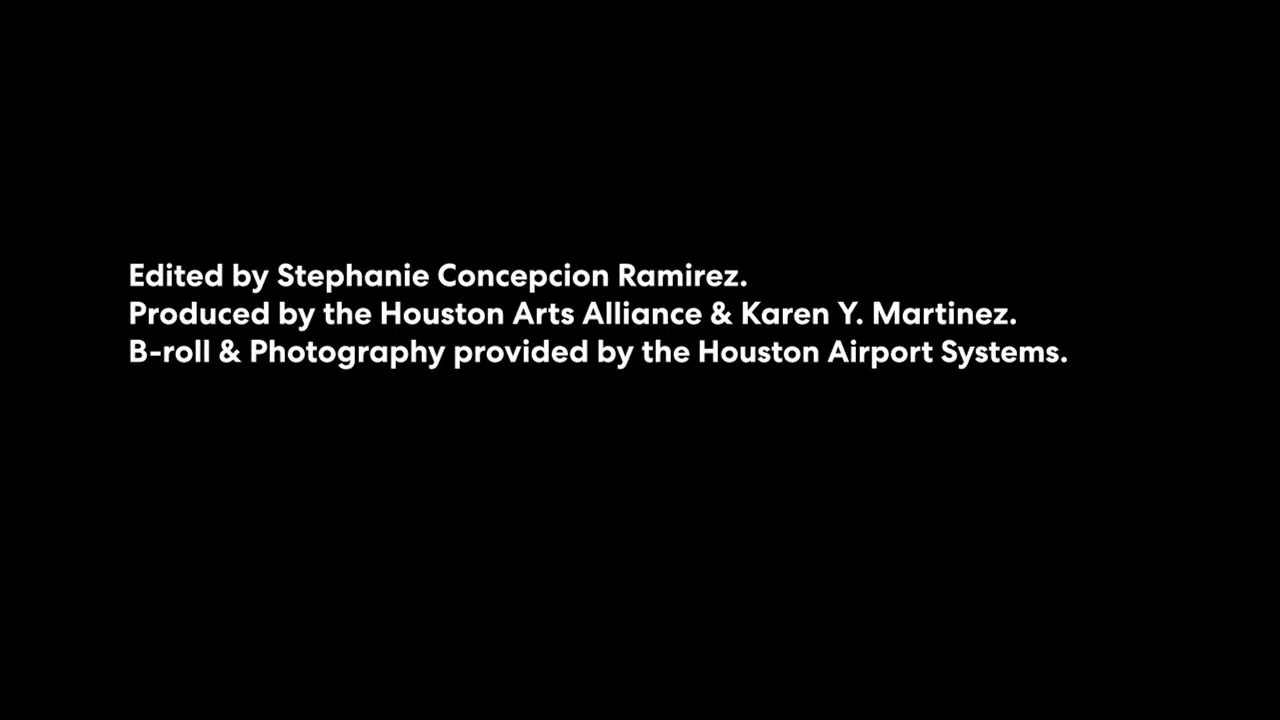 Edited by Stephanie Concepcion Ramirez.
Produced by the Houston Arts Alliance & Karen Y. Martinez.
B-roll & Photography provided by the Houston Airport Systems.